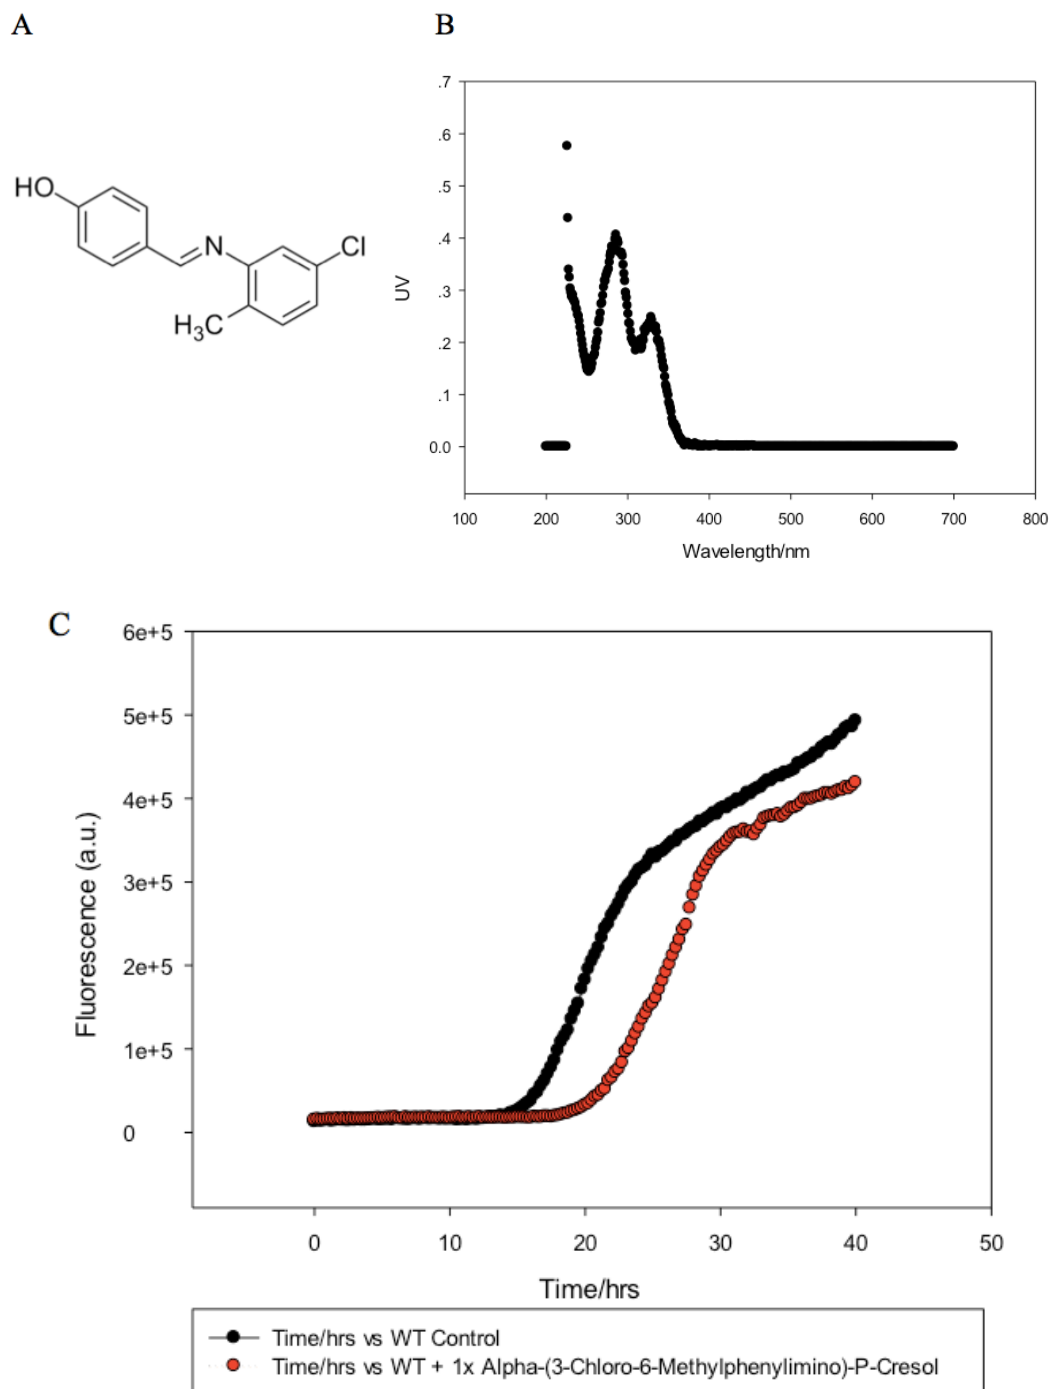 A
B
HO
N
Cl
H₃C
.7
.6
.5
.4
.3
.2
.1
0.0
UV
100 200 300 400 500 600 700 800
Wavelength/nm
C
6e+5
5e+5
4e+5
3e+5
2e+5
1e+5
0
Fluorescence (a.u.)
0 10 20 30 40 50
Time/hrs
Time/hrs vs WT Control
Time/hrs vs WT + 1x Alpha-(3-Chloro-6-Methylphenylimino)-P-Cresol